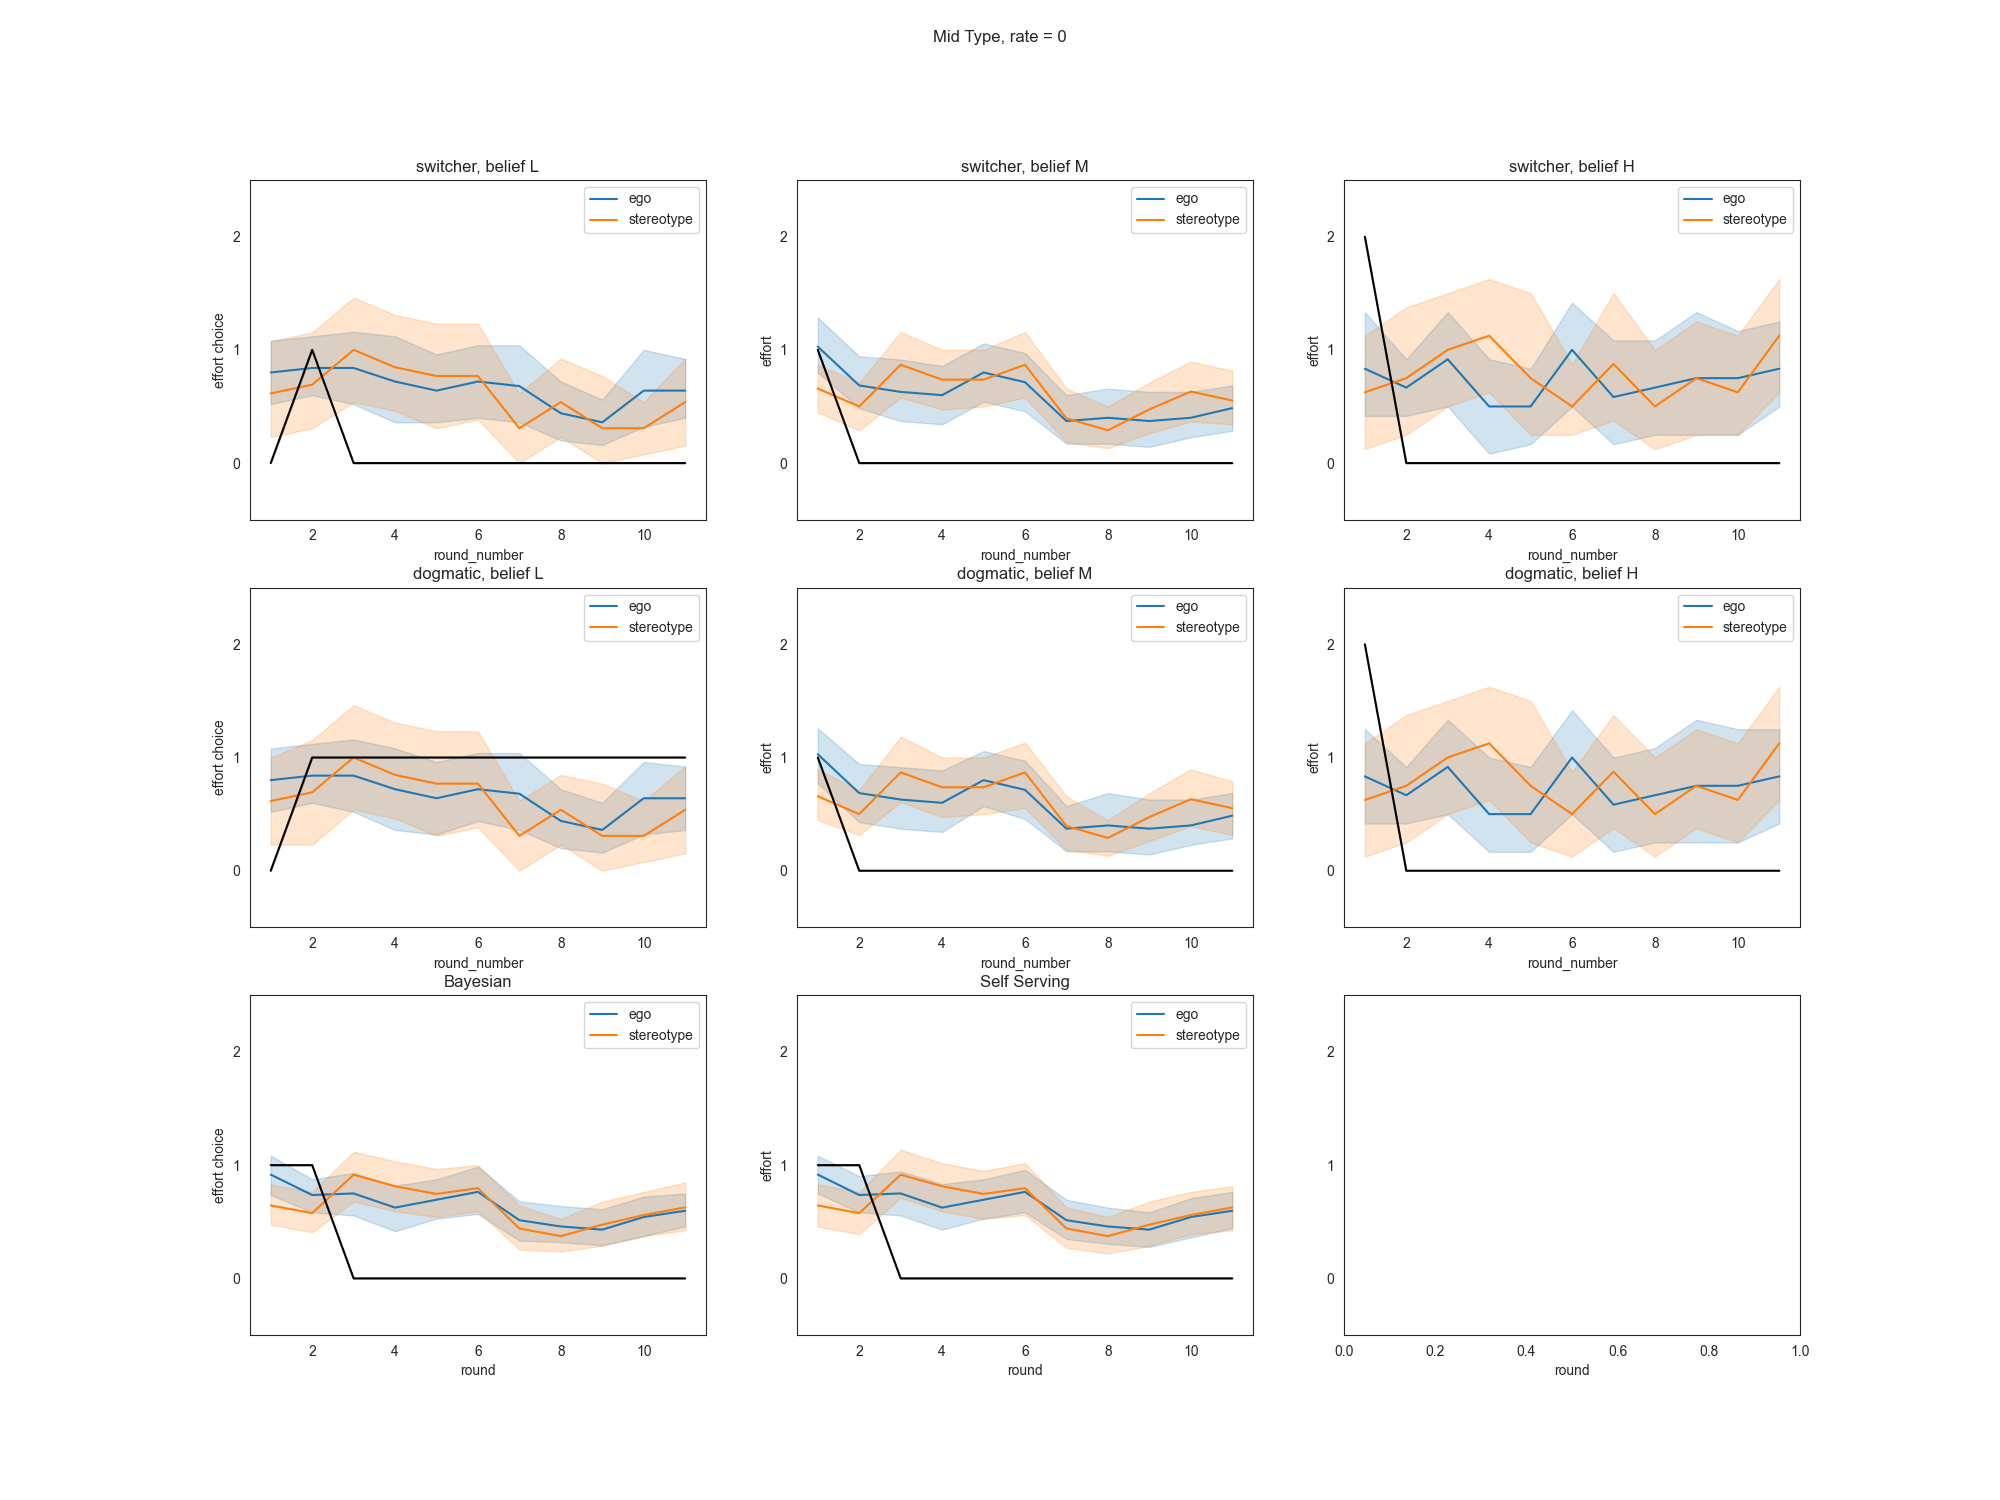 Mid Type, rate = 0
switcher, belief L
ego
stereotype
2
1
0
effort choice
2 4 6 8 10
round_number
switcher, belief M
ego
stereotype
2
1
0
effort
2 4 6 8 10
round_number
switcher, belief H
ego
stereotype
2
1
0
effort
2 4 6 8 10
round_number
dogmatic, belief L
ego
stereotype
2
1
0
effort choice
2 4 6 8 10
round_number
dogmatic, belief M
ego
stereotype
2
1
0
effort
2 4 6 8 10
round_number
dogmatic, belief H
ego
stereotype
2
1
0
effort
2 4 6 8 10
round_number
Bayesian
ego
stereotype
2
1
0
effort choice
2 4 6 8 10
round
Self Serving
ego
stereotype
2
1
0
effort
2 4 6 8 10
round
2
1
0
0.0 0.2 0.4 0.6 0.8 1.0
round